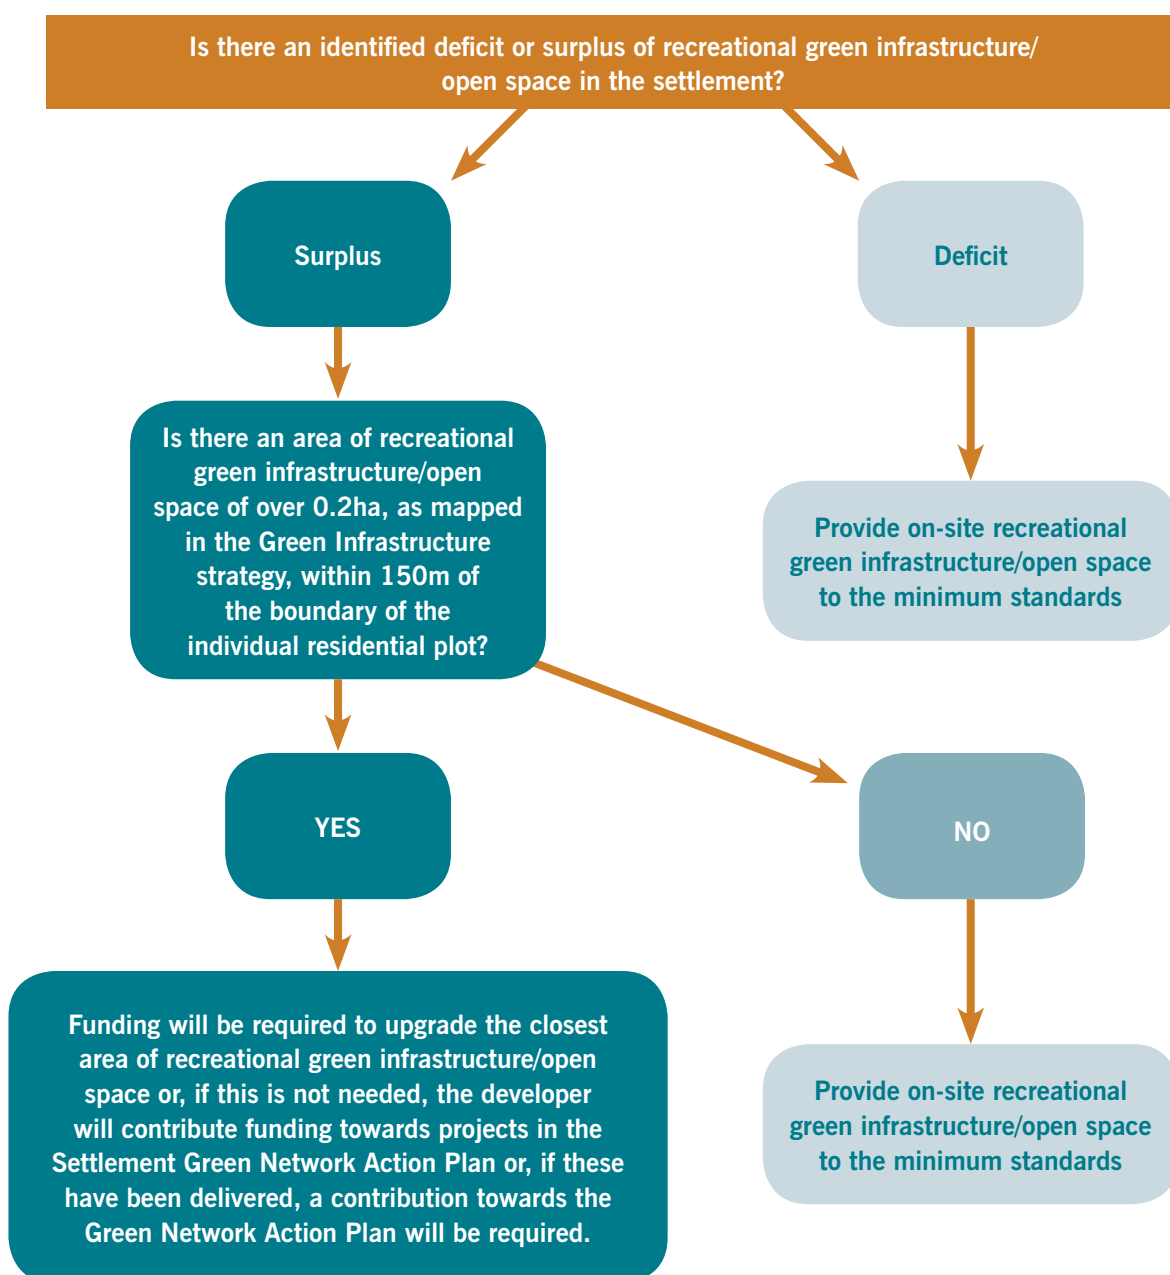 Is there an identified deficit or surplus of recreational green infrastructure/
open space in the settlement?
Surplus
Deficit
Is there an area of recreational
green infrastructure/open
space of over 0.2ha, as mapped
in the Green Infrastructure
strategy, within 150m of
the boundary of the
individual residential plot?
Provide on-site recreational
green infrastructure/open space
to the minimum standards
YES
NO
Funding will be required to upgrade the closest
area of recreational green infrastructure/open
space or, if this is not needed, the developer
will contribute funding towards projects in the
Settlement Green Network Action Plan or, if these
have been delivered, a contribution towards the
Green Network Action Plan will be required.
Provide on-site recreational
green infrastructure/open space
to the minimum standards